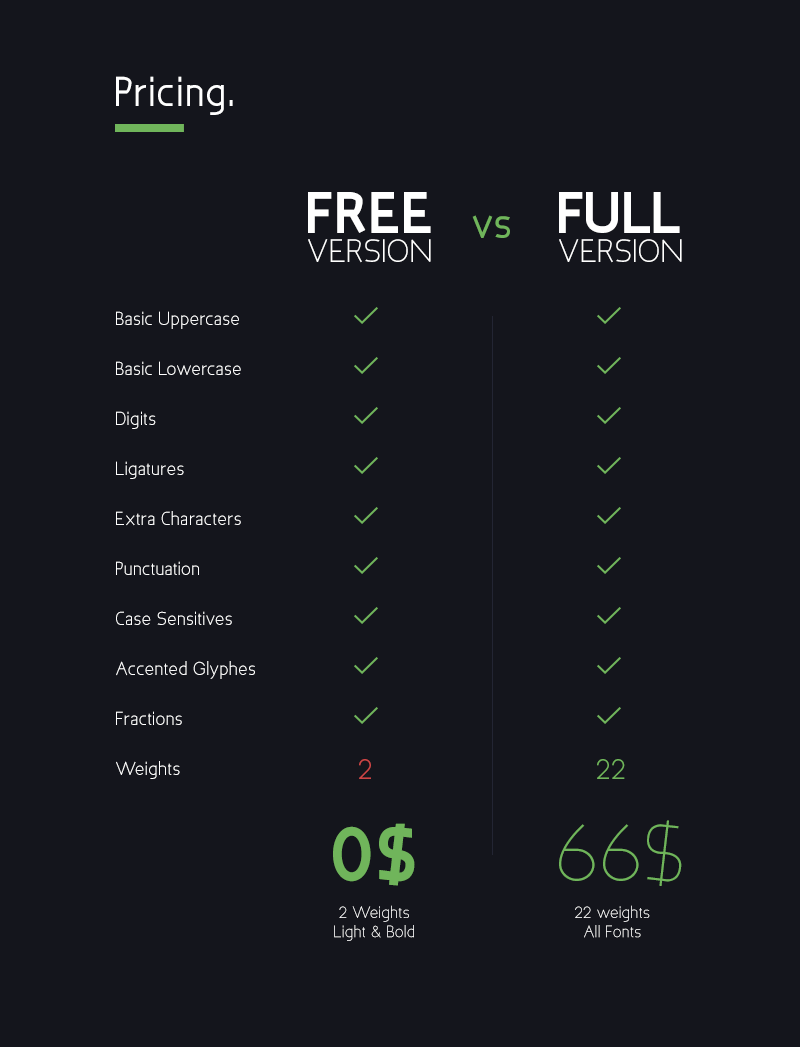 Pricing.
FREE vs FULL
VERSION VERSION
Basic Uppercase
Basic Lowercase
Digits
Ligatures
Extra Characters
Punctuation
Case Sensitives
Accented Glyphes
Fractions
Weights 2 22
0$ 66$
2 Weights 22 weights
Light & Bold All Fonts